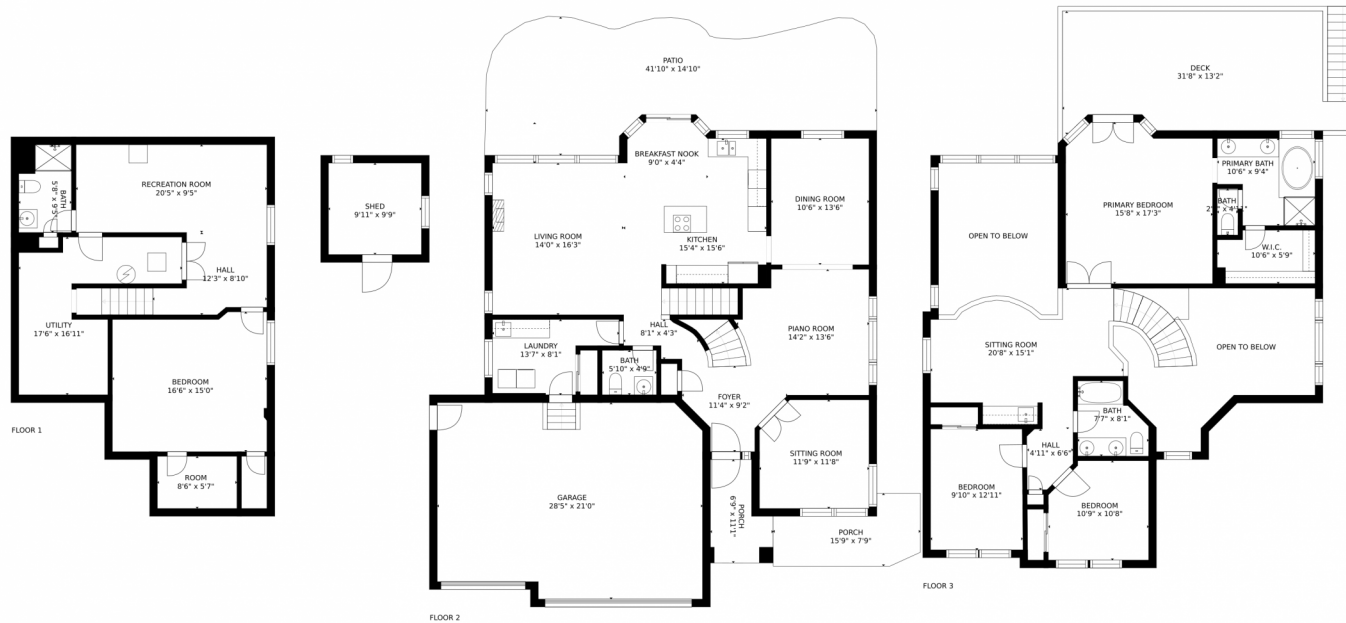 RECREATION ROOM
20'5" x 9'5"
BATH
5'8" x 9'5"
HALL
12'3" x 8'10"
UTILITY
17'6" x 16'11"
BEDROOM
16'6" x 15'0"
ROOM
8'6" x 5'7"
FLOOR 1
SHED
9'11" x 9'9"
PATIO
41'10" x 14'10"
BREAKFAST NOOK
9'0" x 4'4"
DINING ROOM
10'6" x 13'6"
LIVING ROOM
14'0" x 16'3"
KITCHEN
15'4" x 15'6"
HALL
8'1" x 4'3"
PIANO ROOM
14'2" x 13'6"
LAUNDRY
13'7" x 8'1"
BATH
5'10" x 4'9"
FOYER
11'4" x 9'2"
SITTING ROOM
11'9" x 11'8"
GARAGE
28'5" x 21'0"
PORCH
6'9" x 11'1"
PORCH
15'9" x 7'9"
FLOOR 2
DECK
31'8" x 13'2"
PRIMARY BATH
10'6" x 9'4"
PRIMARY BEDROOM
15'8" x 17'3"
BATH
OPEN TO BELOW
W.I.C.
10'6" x 5'9"
SITTING ROOM
20'8" x 15'1"
OPEN TO BELOW
BATH
7'7" x 8'1"
HALL
4'11" x 6'6"
BEDROOM
9'10" x 12'11"
BEDROOM
10'9" x 10'8"
FLOOR 3